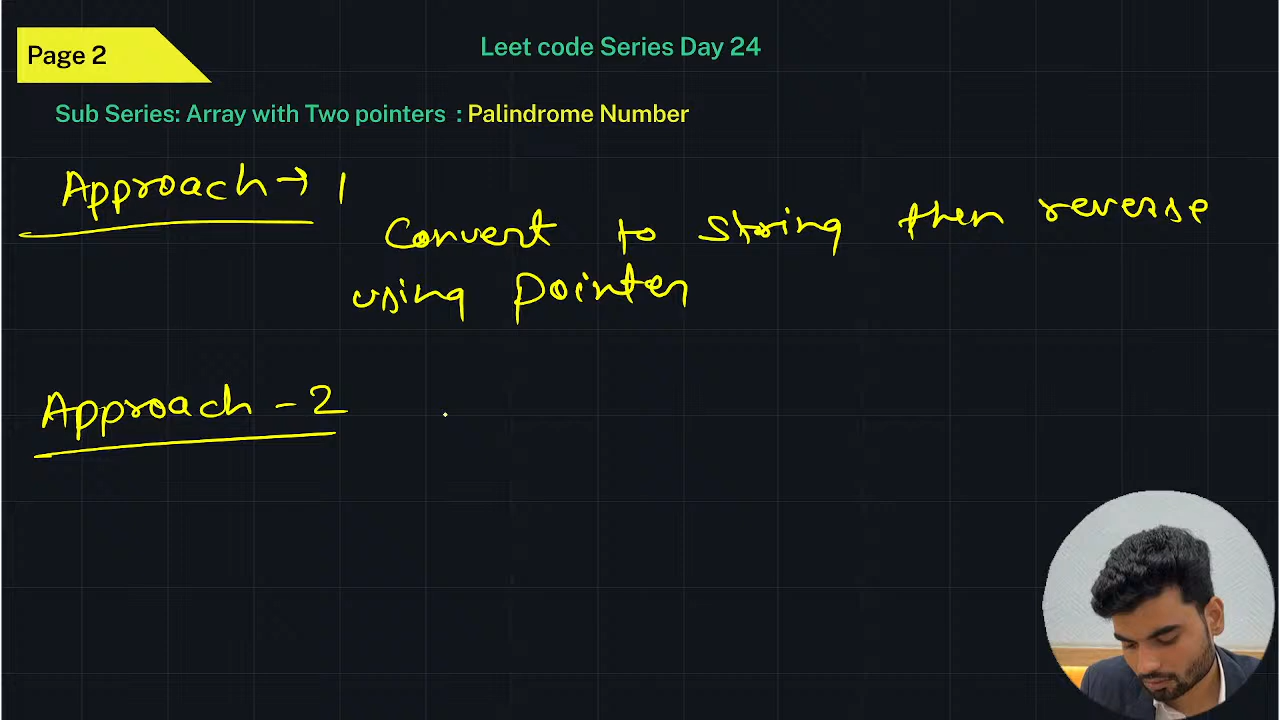 Page 2
Leet code Series Day 24
Sub Series: Array with Two pointers : Palindrome Number
Approach → 1
Convert to string then reverse
using pointer
Approach - 2